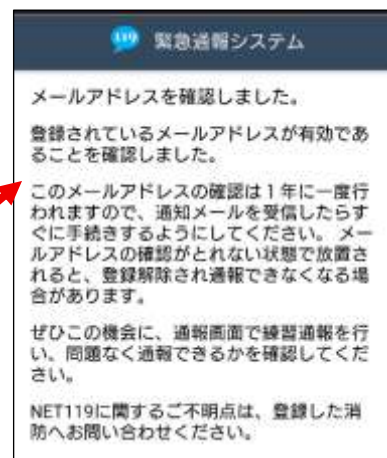 119 緊急通報システム
メールアドレスを確認しました。
登録されているメールアドレスが有効であ
ることを確認しました。
このメールアドレスの確認は１年に一度行
われますので、通知メールを受信したらす
ぐに手続きするようにしてください。 メー
ルアドレスの確認がとれない状態で放置さ
れると、登録解除され通報できなくなる場
合があります。
ぜひこの機会に、通報画面で練習通報を行
い、問題なく通報できるかを確認してくだ
さい。
NET119に関するご不明点は、登録した消
防へお問い合わせください。